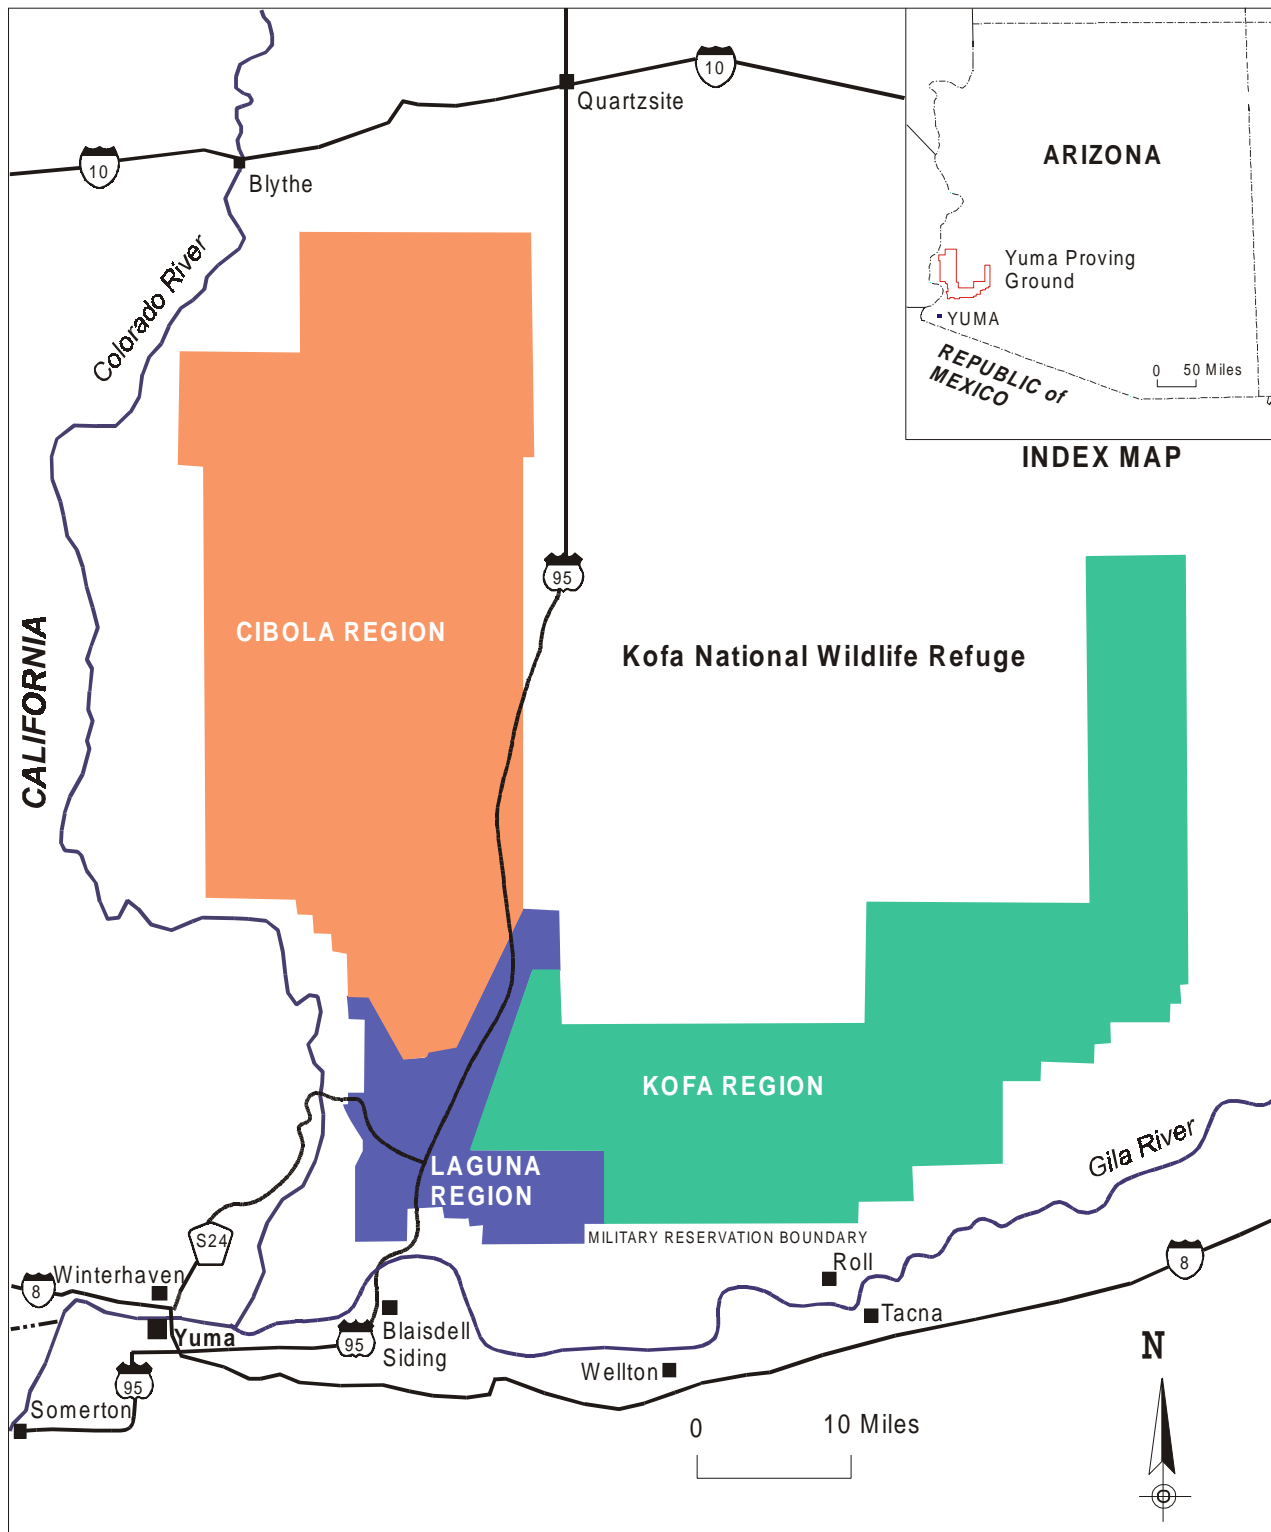 10
Quartzsite
10
Blythe
Colorado River
ARIZONA
Yuma Proving
Ground
YUMA
REPUBLIC of
MEXICO
0 50 Miles
INDEX MAP
95
CIBOLA REGION
CALIFORNIA
Kofa National Wildlife Refuge
KOFA REGION
LAGUNA
REGION
Gila River
MILITARY RESERVATION BOUNDARY
S24
Winterhaven
8
Roll
8
Tacna
Yuma
95
Blaisdell
Siding
Wellton
95
Somerton
N
0 10 Miles